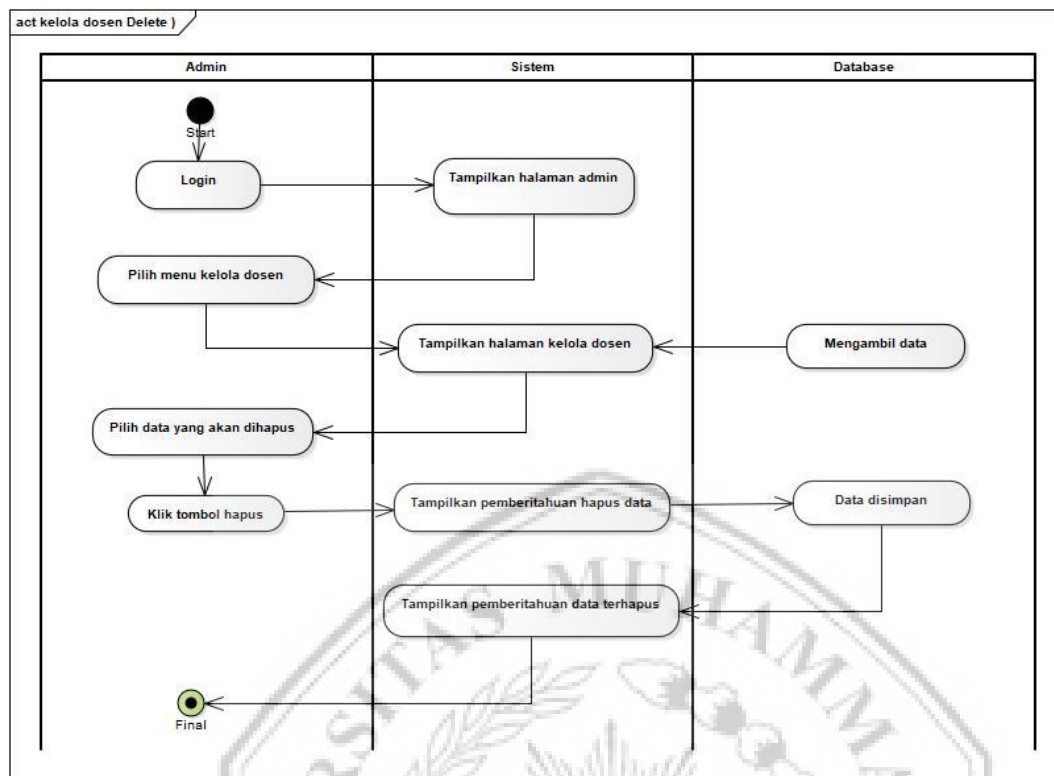 act kelola dosen Delete )
Admin
Sistem
Database
Start
Login
Tampilkan halaman admin
Pilih menu kelola dosen
Tampilkan halaman kelola dosen
Mengambil data
Pilih data yang akan dihapus
Klik tombol hapus
Tampilkan pemberitahuan hapus data
Data disimpan
Tampilkan pemberitahuan data terhapus
Final
RSITAS MUHAMMA